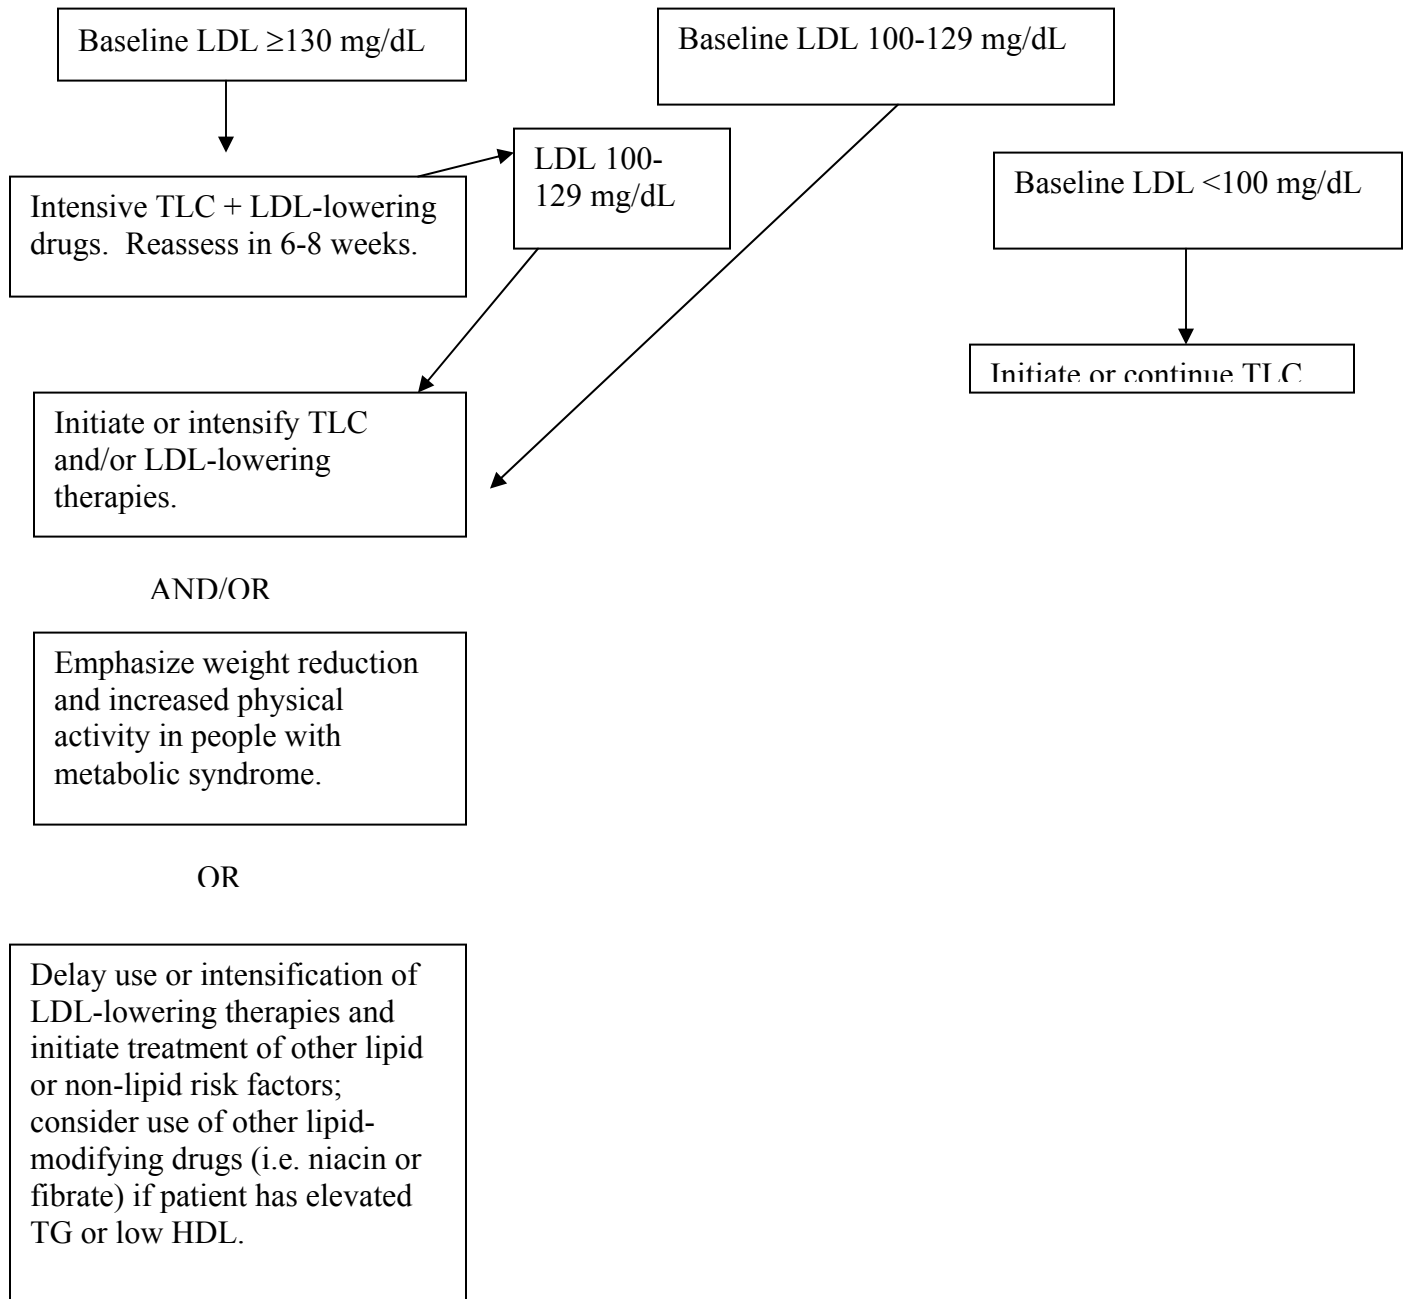 Baseline LDL ≥130 mg/dL
Baseline LDL 100-129 mg/dL
LDL 100-
129 mg/dL
Baseline LDL <100 mg/dL
Intensive TLC + LDL-lowering
drugs.  Reassess in 6-8 weeks.
Initiate or continue TLC
Initiate or intensify TLC
and/or LDL-lowering
therapies.
AND/OR
Emphasize weight reduction
and increased physical
activity in people with
metabolic syndrome.
OR
Delay use or intensification of
LDL-lowering therapies and
initiate treatment of other lipid
or non-lipid risk factors;
consider use of other lipid-
modifying drugs (i.e. niacin or
fibrate) if patient has elevated
TG or low HDL.